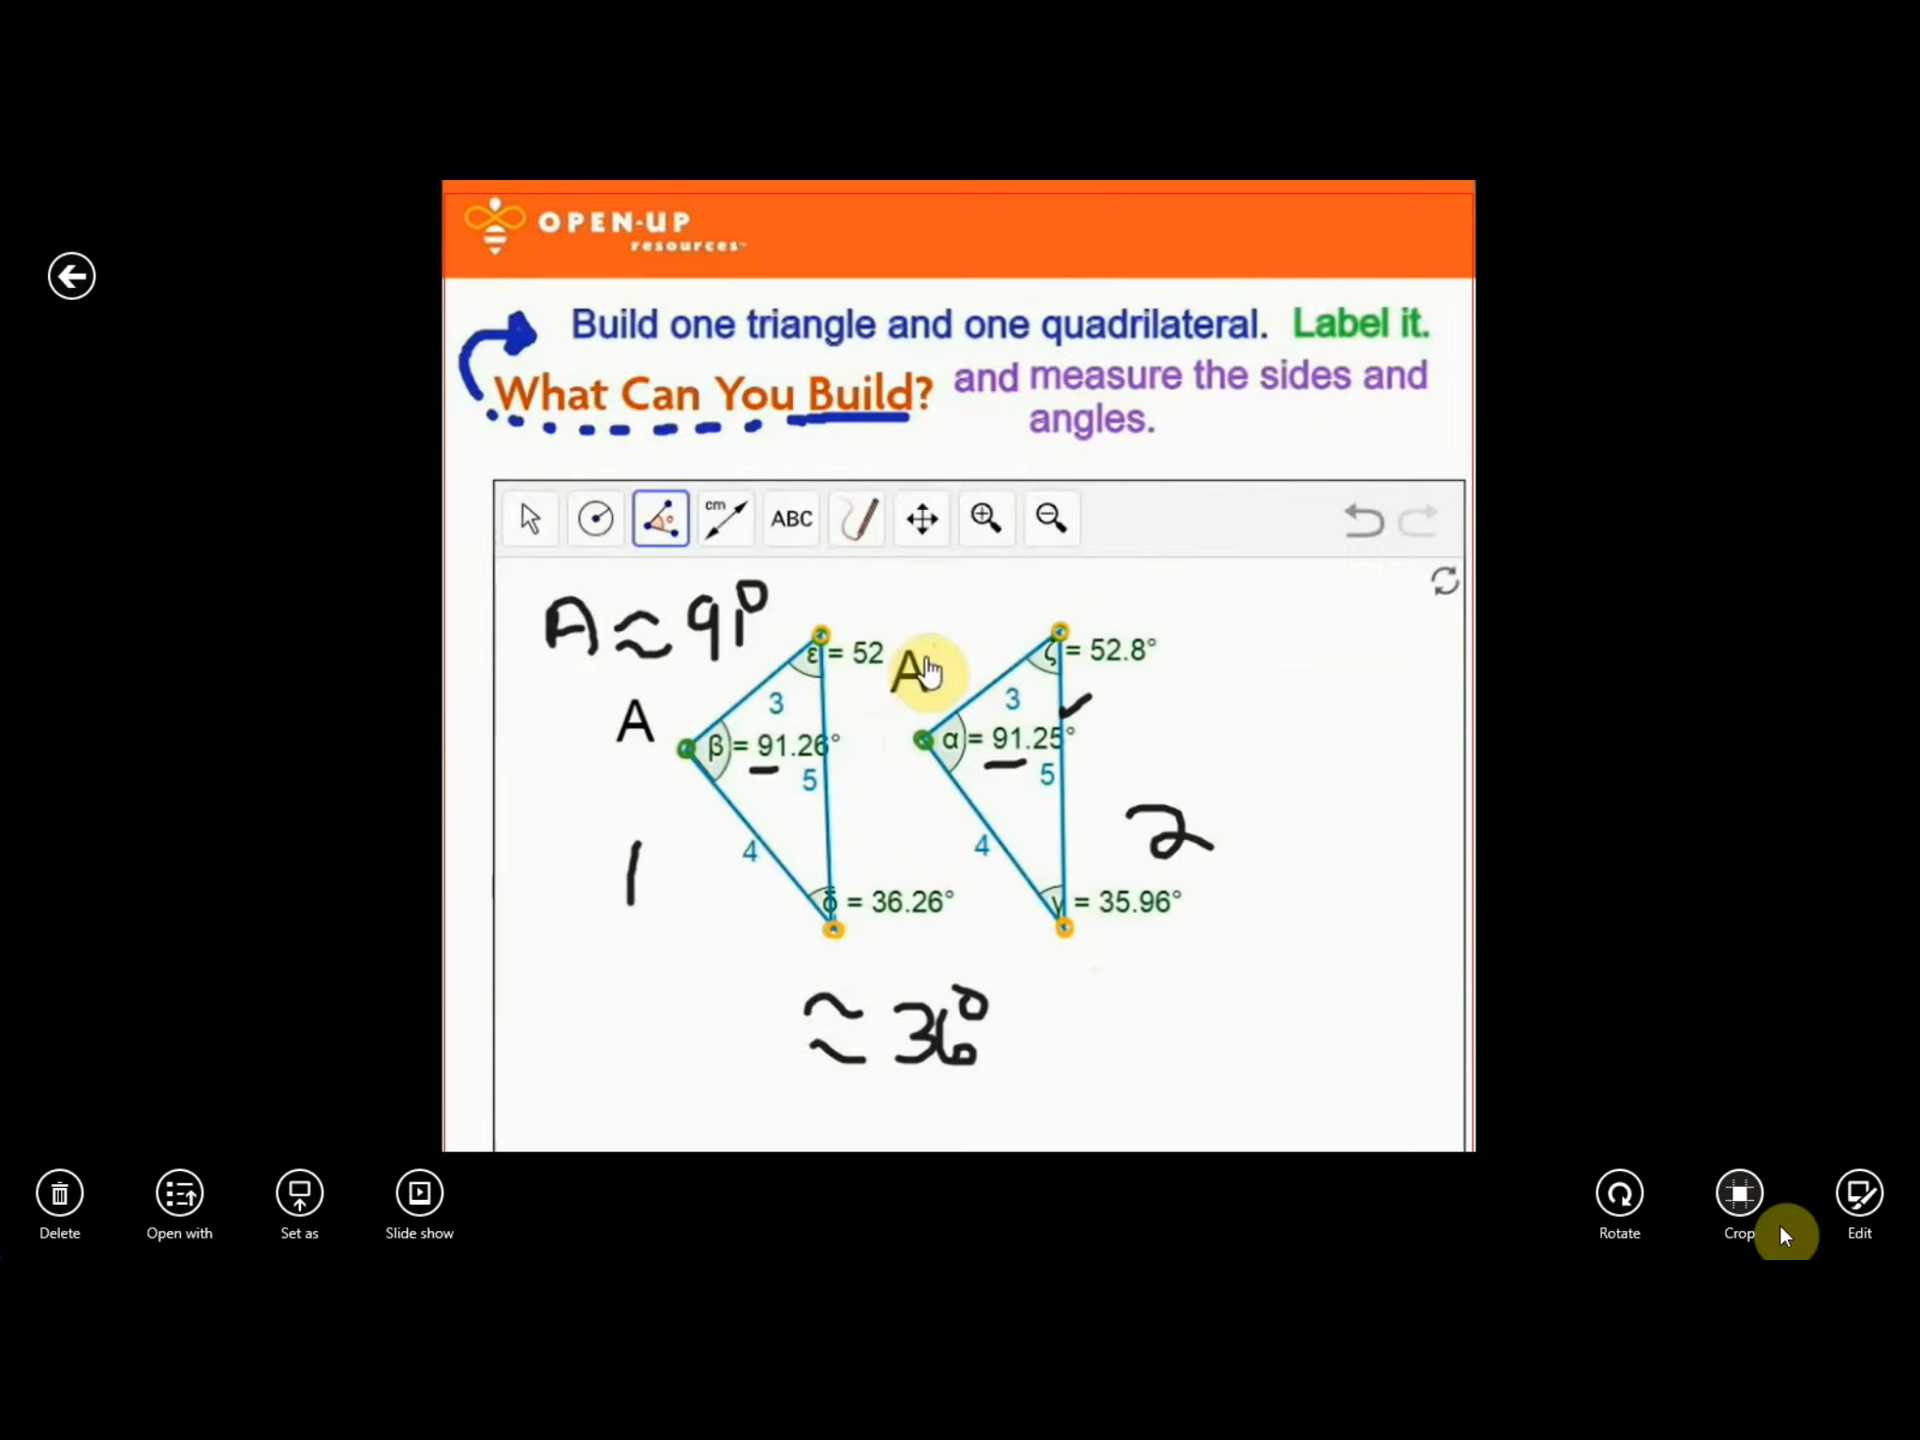 OPEN-UP
resources™
Build one triangle and one quadrilateral. Label it.
What Can You Build? and measure the sides and
angles.
cm
ABC
A ≈ 91°
ε = 52
A
ζ = 52.8°
3
3
A
β = 91.26°
α = 91.25°
5
5
4
4
1
2
δ = 36.26°
γ = 35.96°
≈ 36°
Delete
Open with
Set as
Slide show
Rotate
Crop
Edit